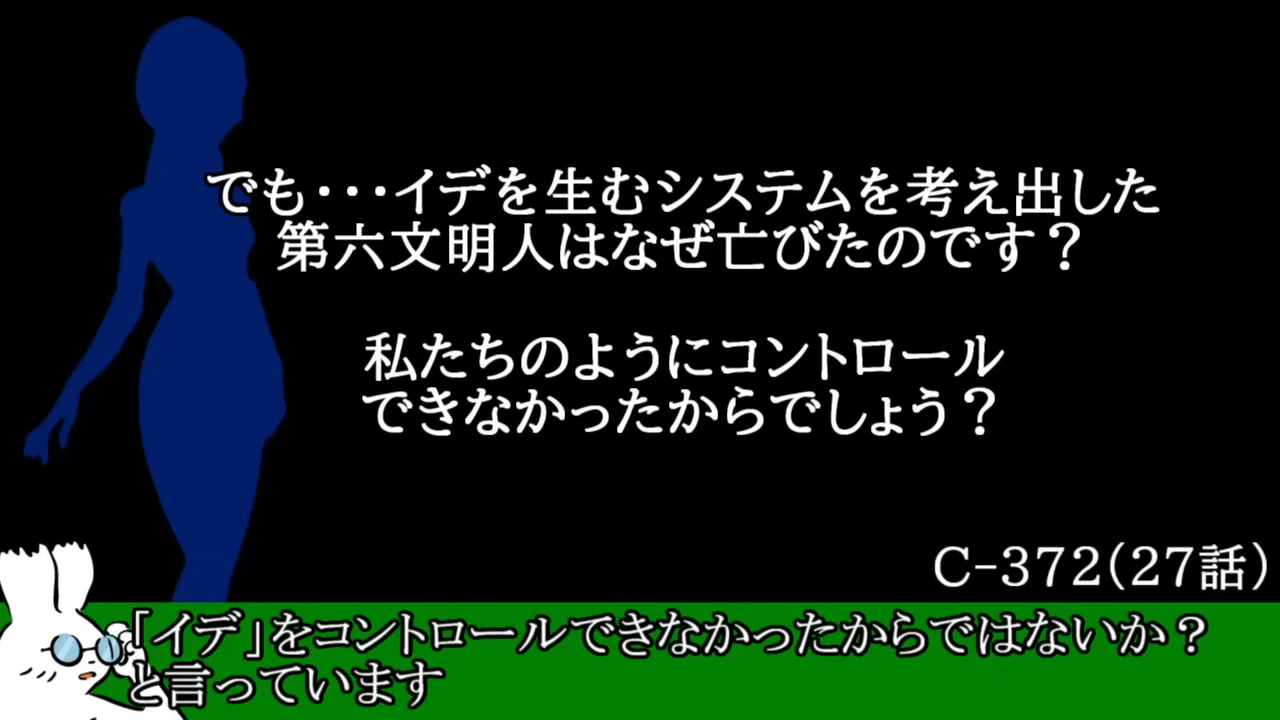 でも・・・イデを生むシステムを考え出した
第六文明人はなぜ亡びたのです？
私たちのようにコントロール
できなかったからでしょう？
C-372(27話)
「イデ」をコントロールできなかったからではないか？
と言っています